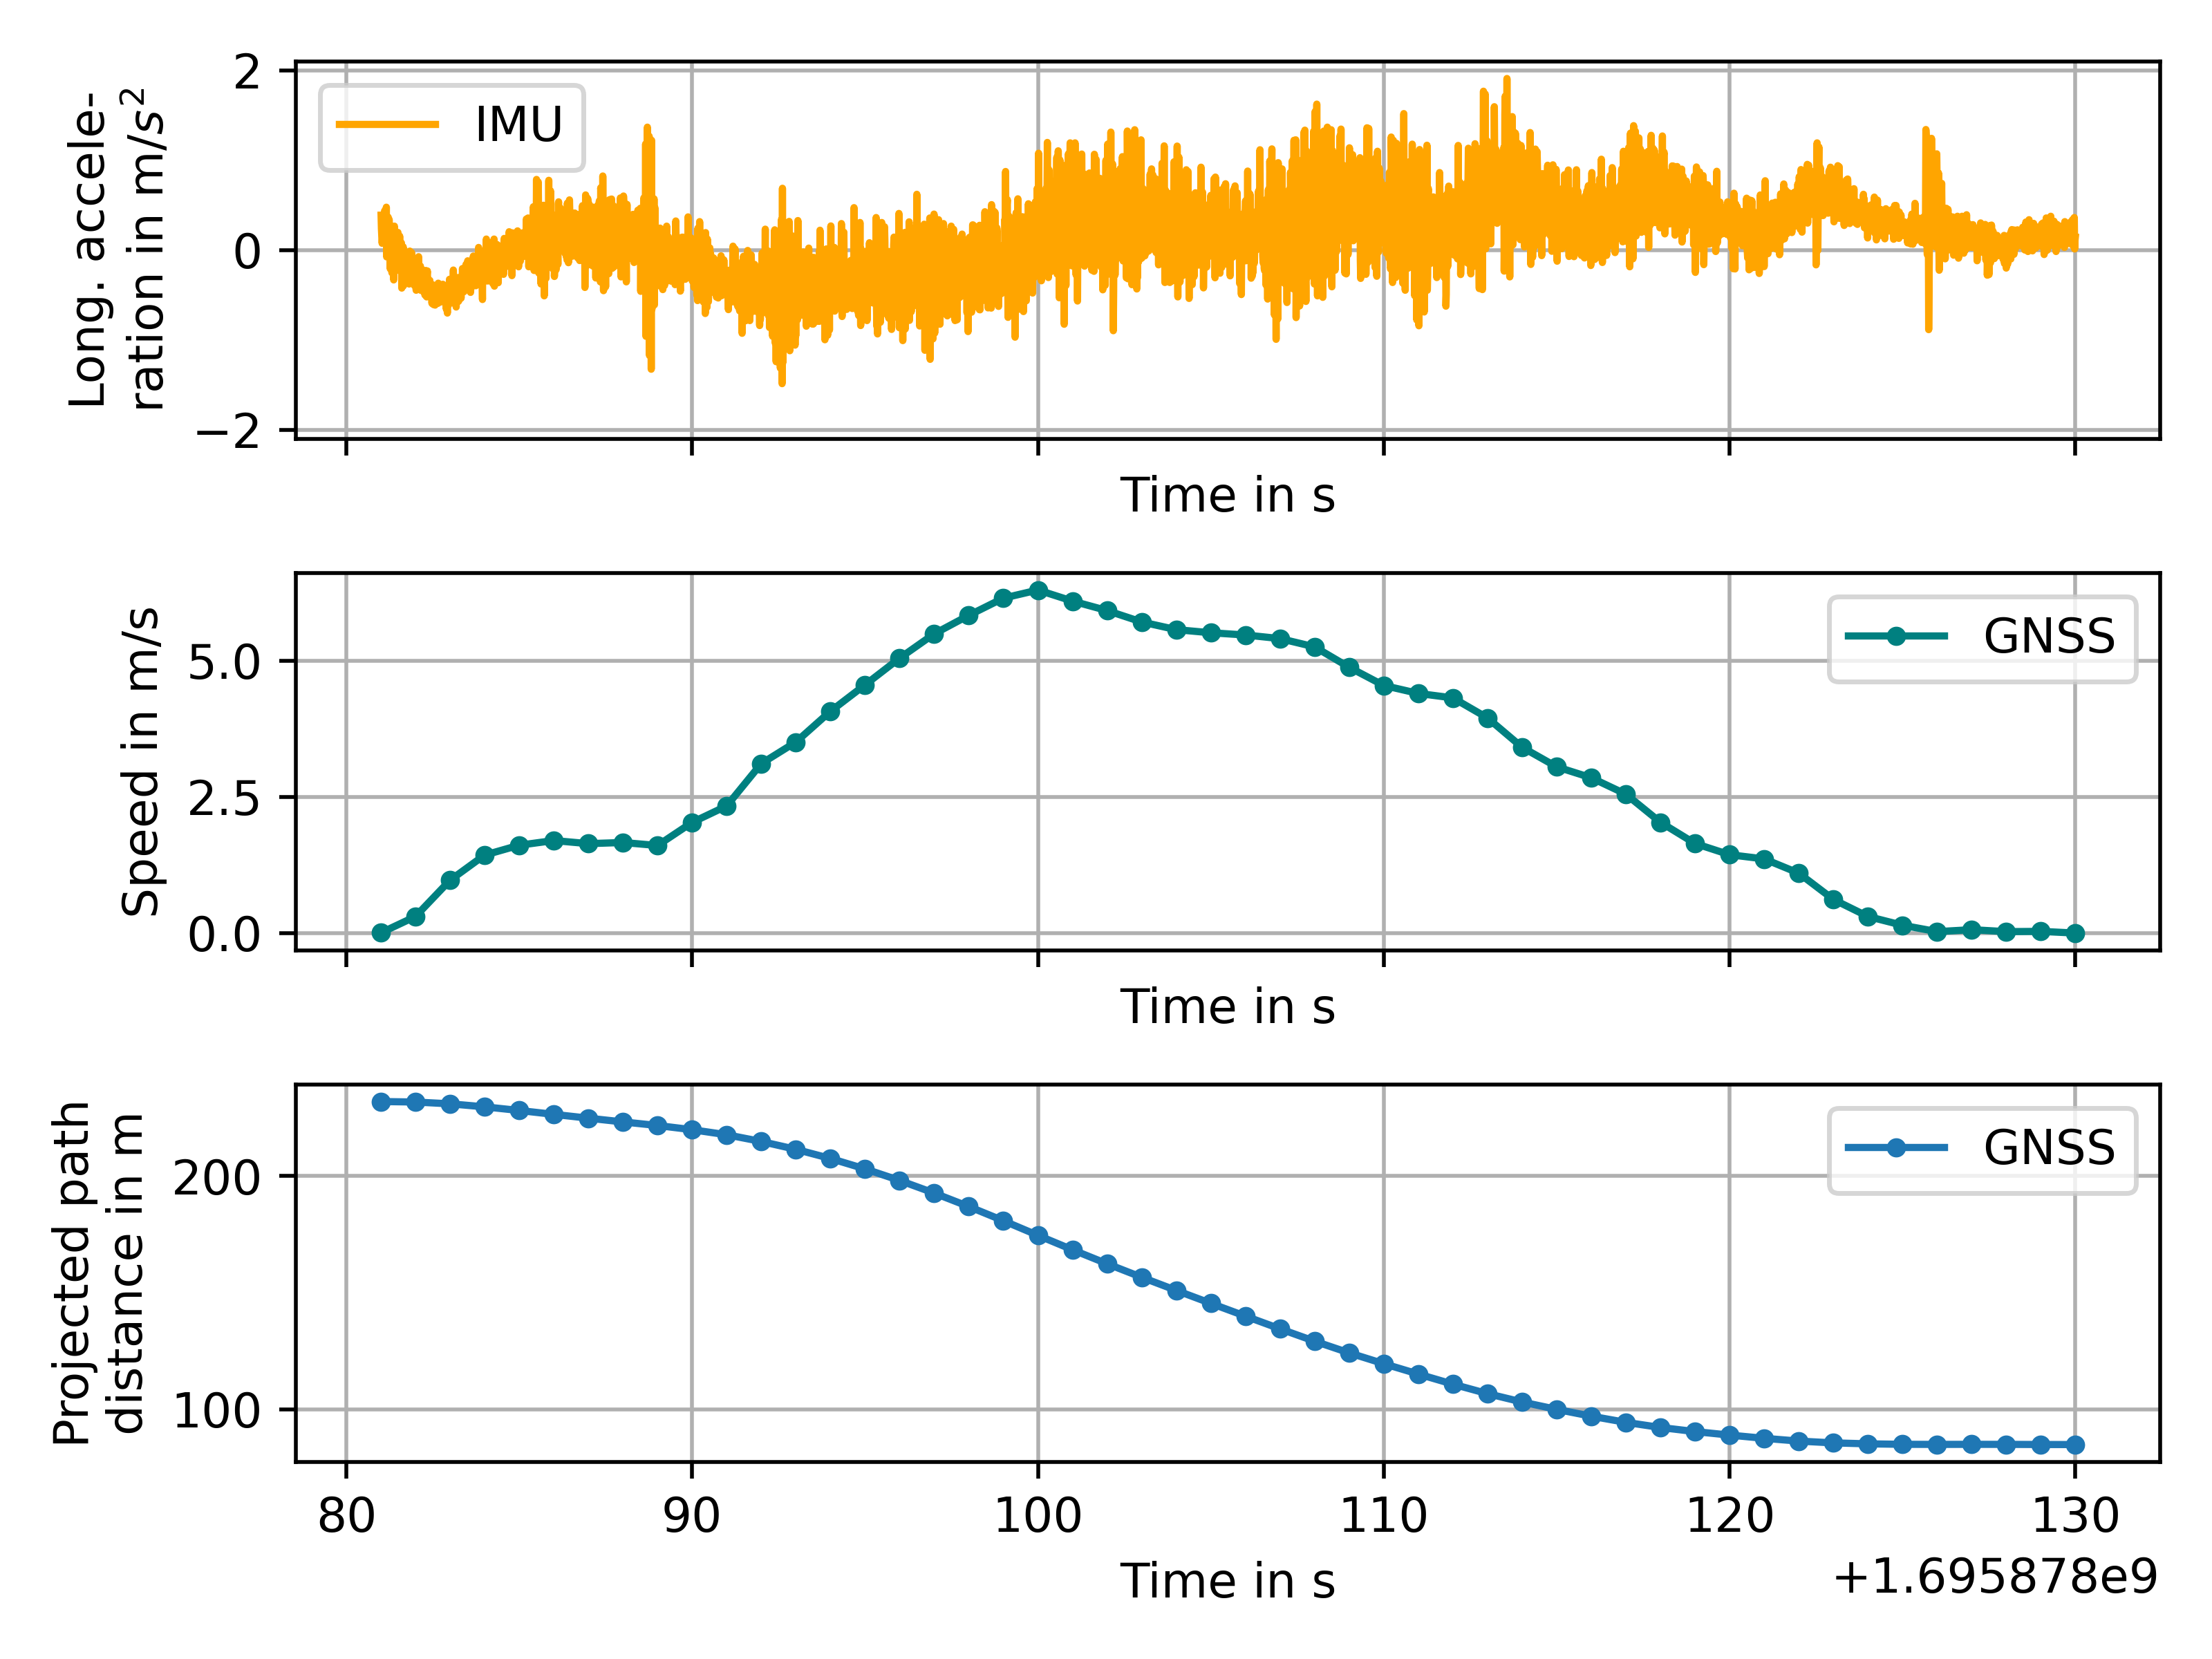 Long. accele-
ration in m/s²
2
0
−2
IMU
Time in s
Speed in m/s
5.0
2.5
0.0
GNSS
Time in s
Projected path
distance in m
200
100
GNSS
80 90 100 110 120 130
Time in s
+1.695878e9